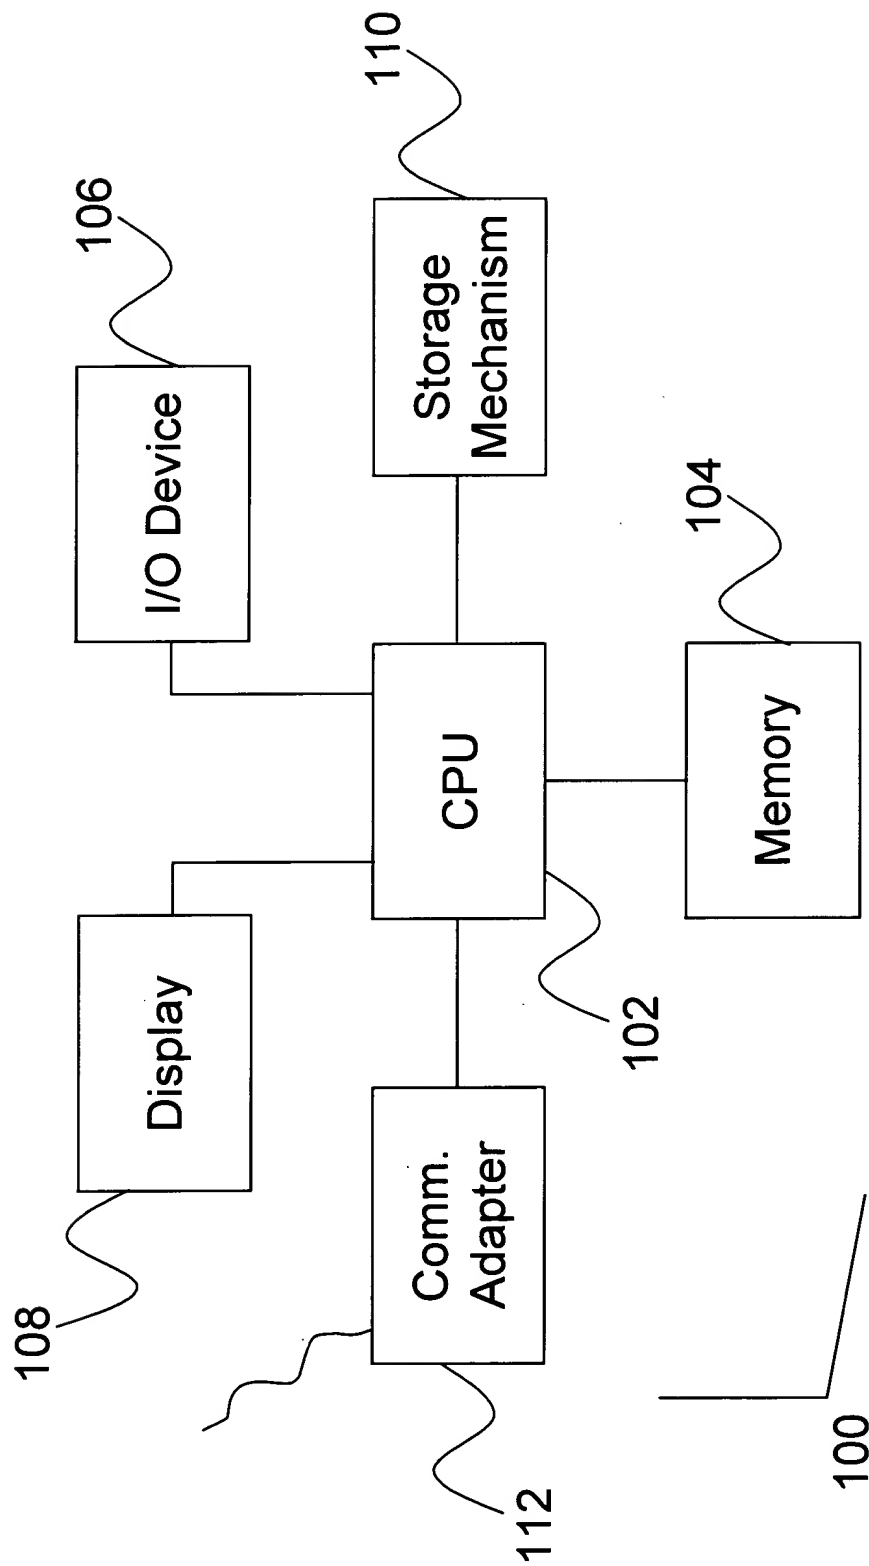 108
Display
I/O Device
106
112
Comm.
Adapter
CPU
102
Storage
Mechanism
110
100
Memory
104